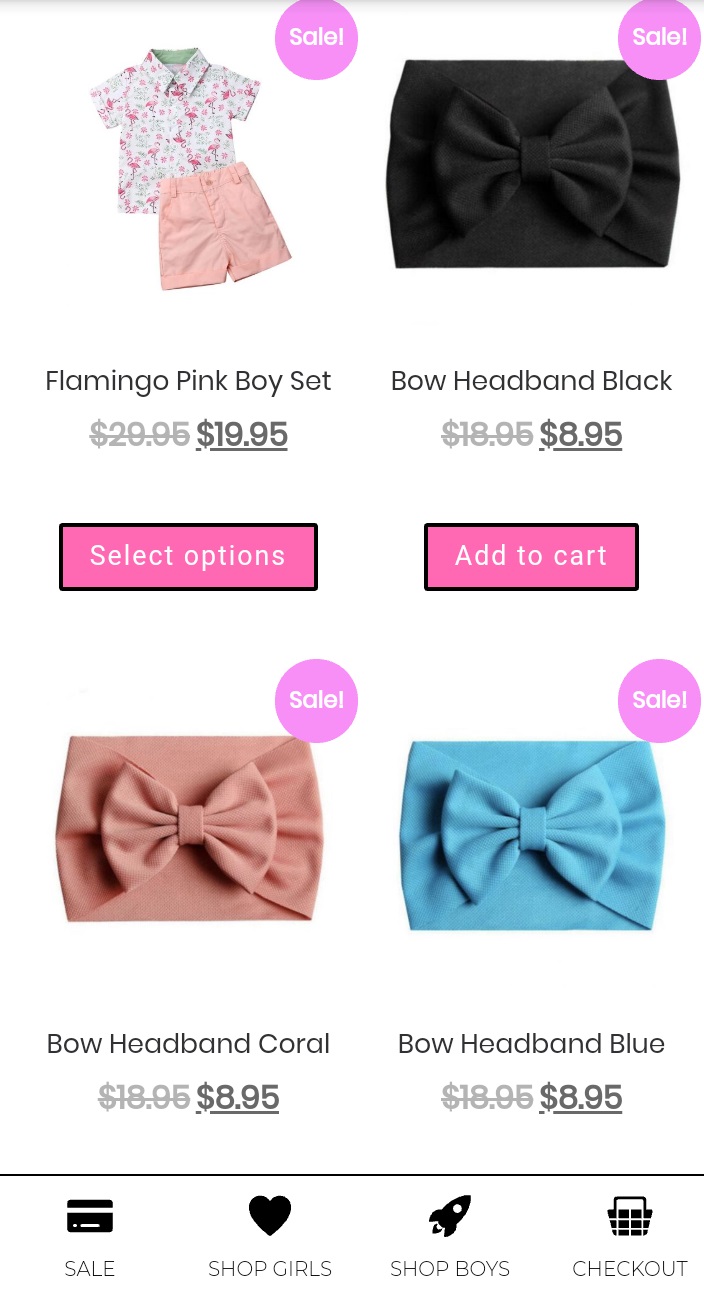 Sale!
Sale!
Flamingo Pink Boy Set
Bow Headband Black
$29.95 $19.95
$18.95 $8.95
Select options
Add to cart
Sale!
Sale!
Bow Headband Coral
Bow Headband Blue
$18.95 $8.95
$18.95 $8.95
SALE
SHOP GIRLS
SHOP BOYS
CHECKOUT